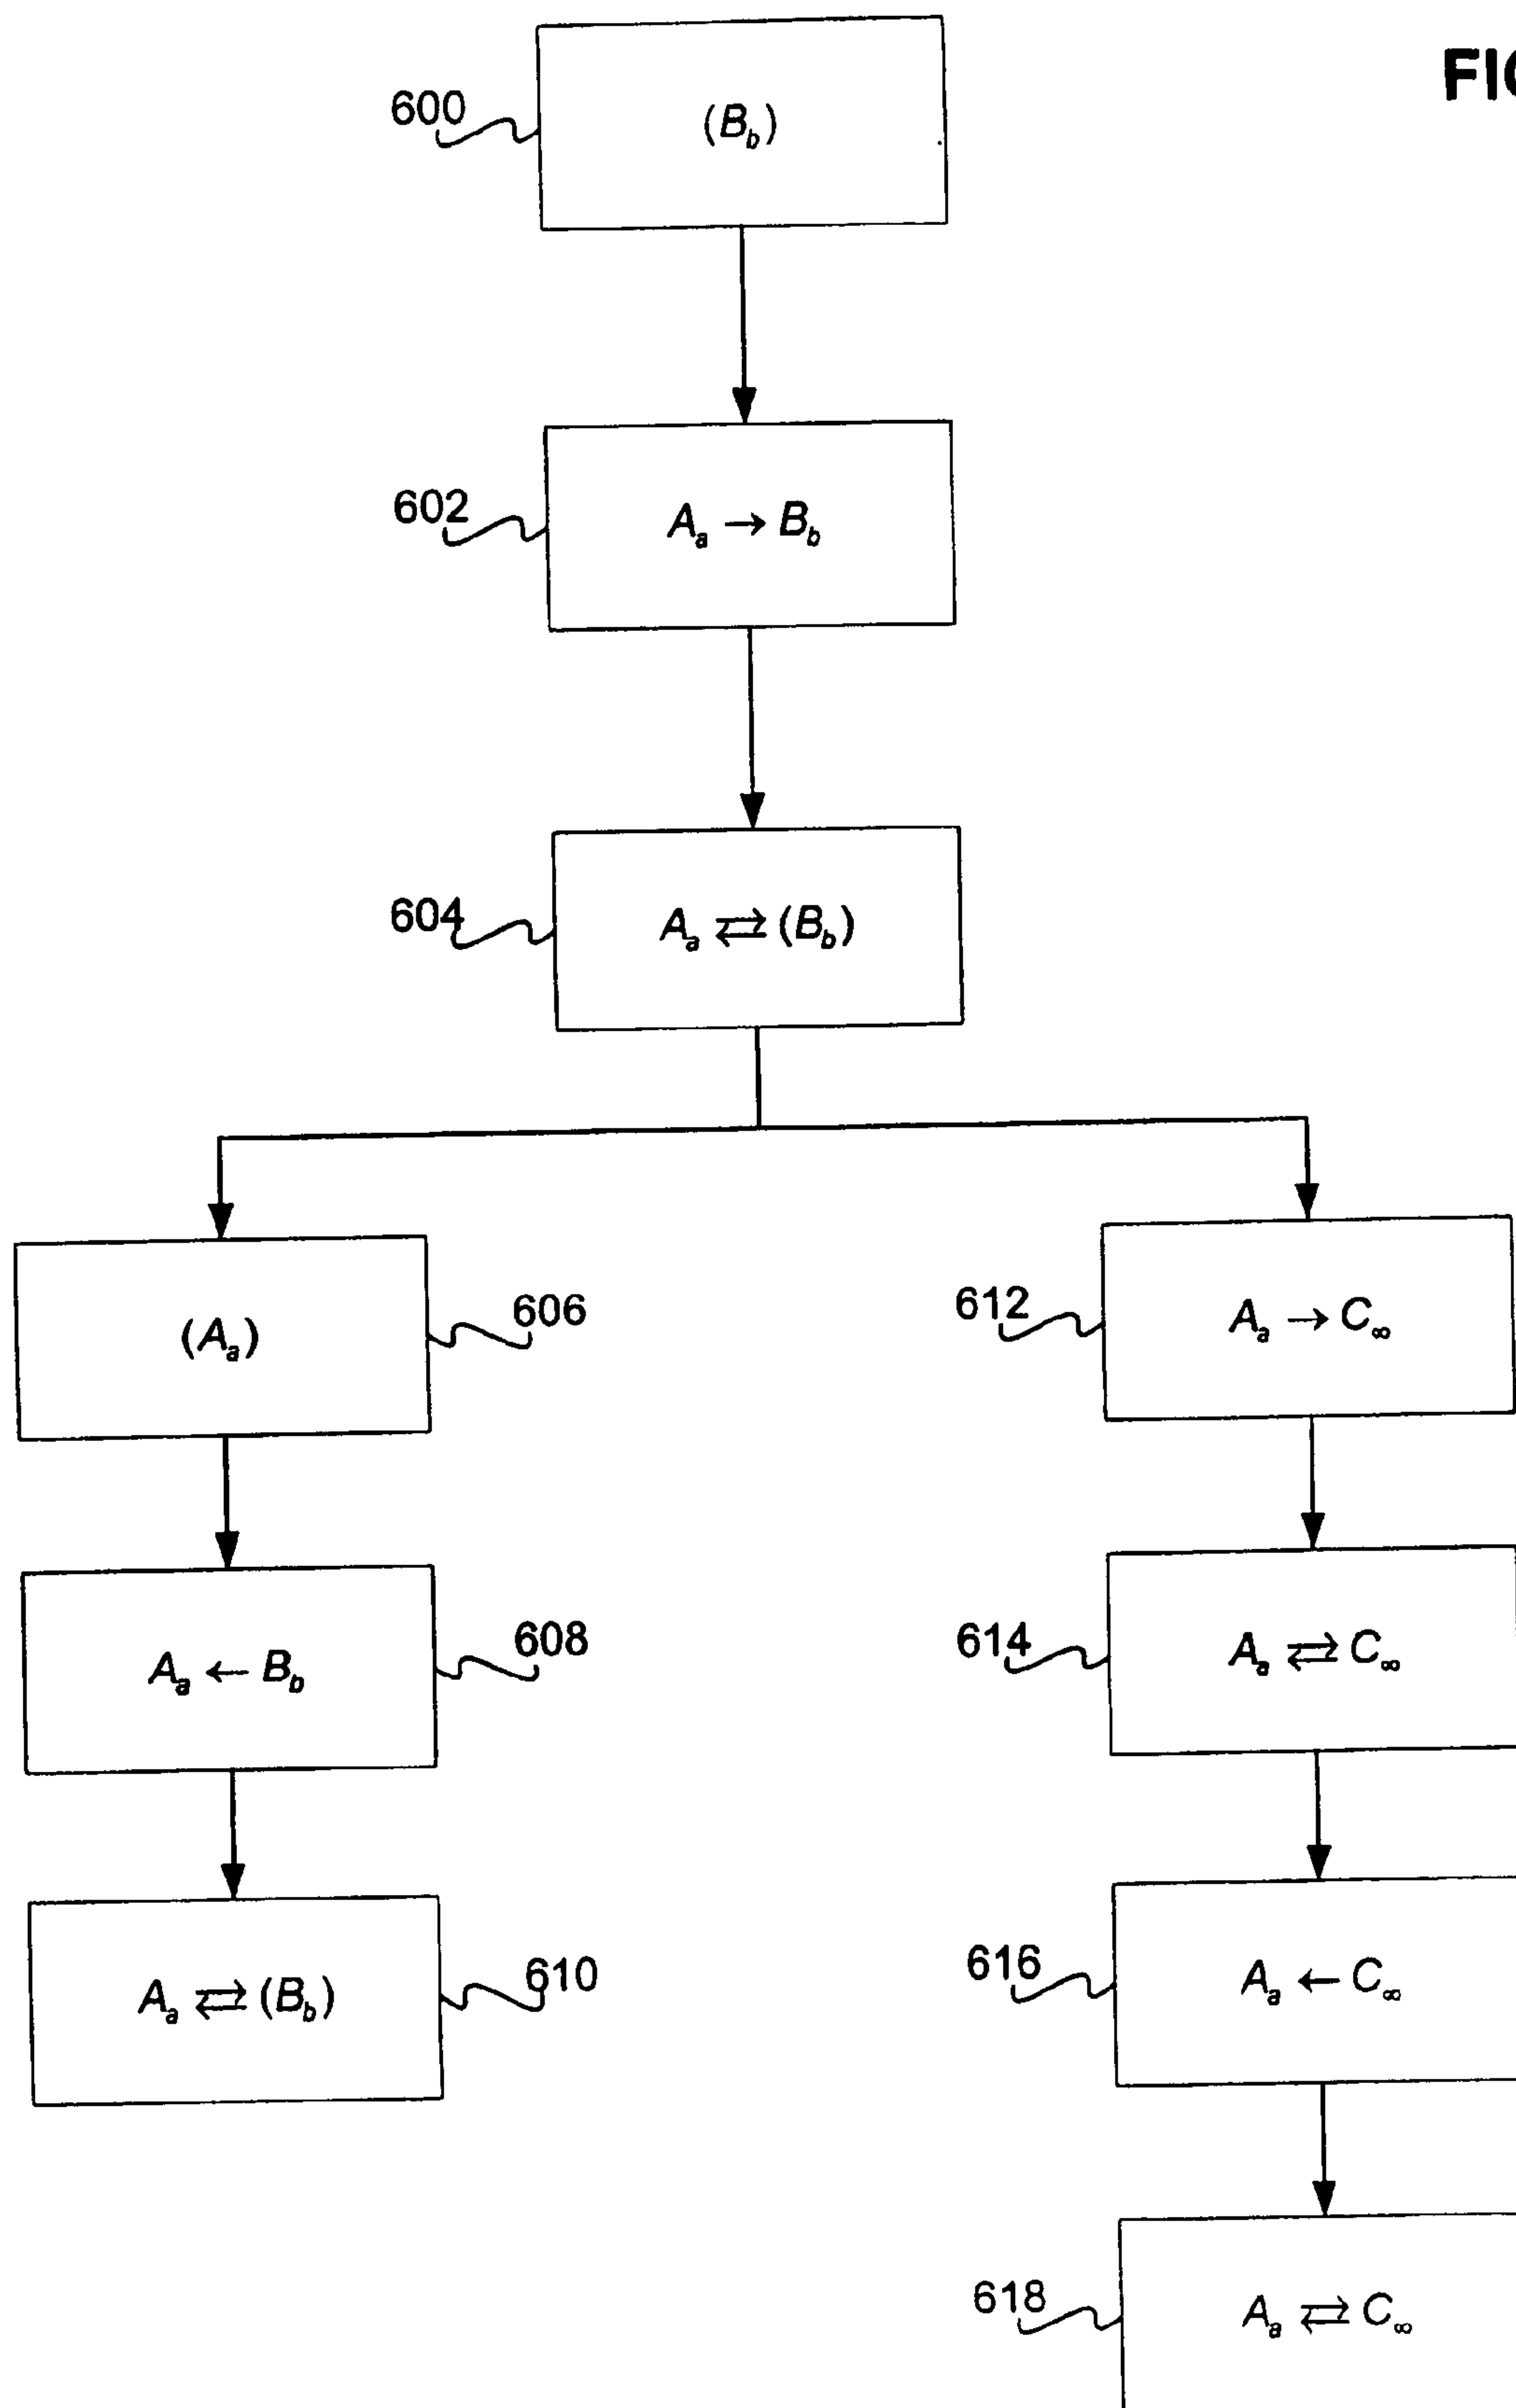 FIG
600
(B_b)
602
A_a → B_b
604
A_a ⇄ (B_b)
(A_a)
606
612
A_a → C_∞
A_a ← B_b
608
614
A_a ⇄ C_∞
A_a ⇄ (B_b)
610
616
A_a ← C_∞
618
A_a ⇄ C_∞